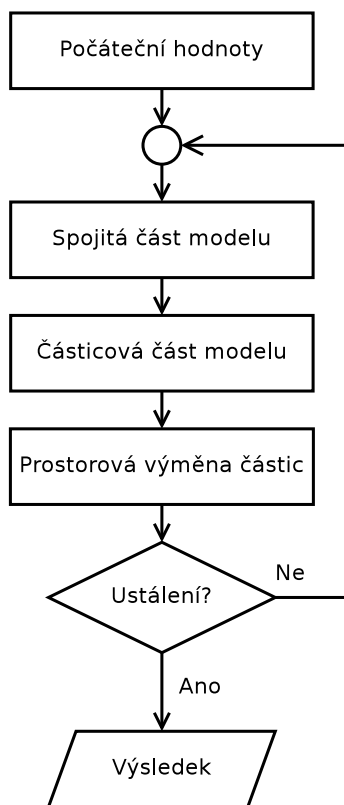 Počáteční hodnoty
Spojitá část modelu
Částicová část modelu
Prostorová výměna částic
Ustálení?
Ne
Ano
Výsledek